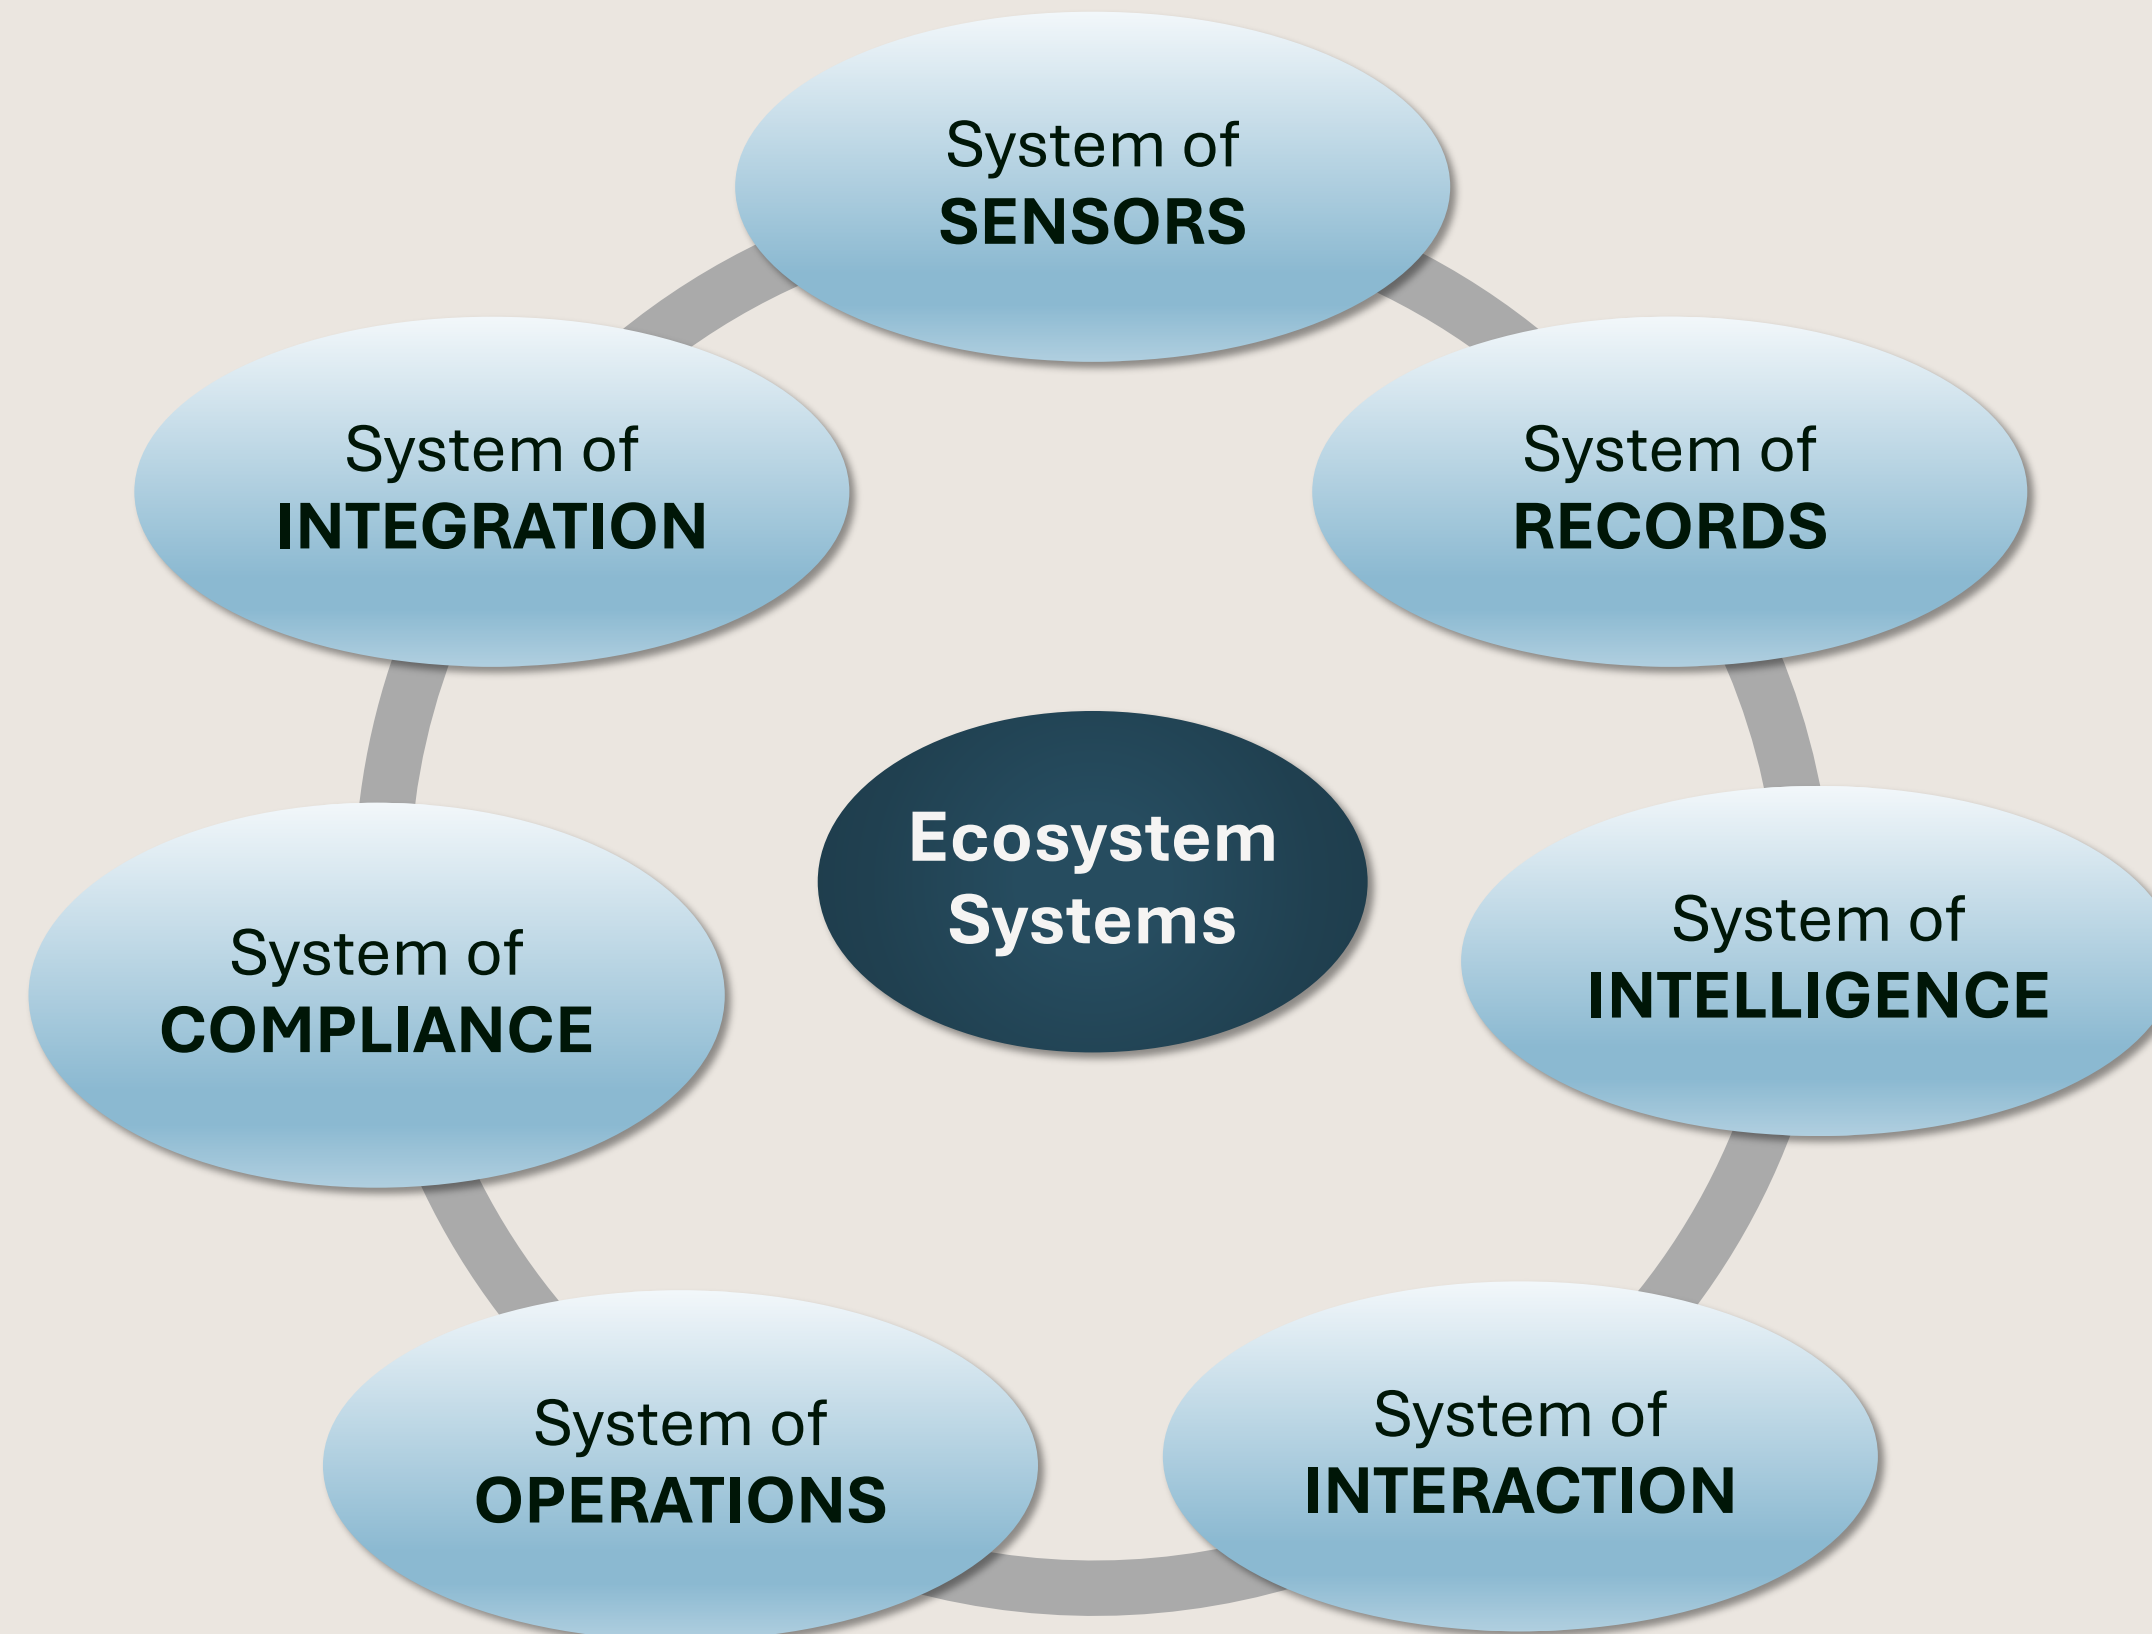 System of
SENSORS
System of
RECORDS
System of
INTELLIGENCE
System of
INTERACTION
System of
OPERATIONS
System of
COMPLIANCE
System of
INTEGRATION
Ecosystem
Systems